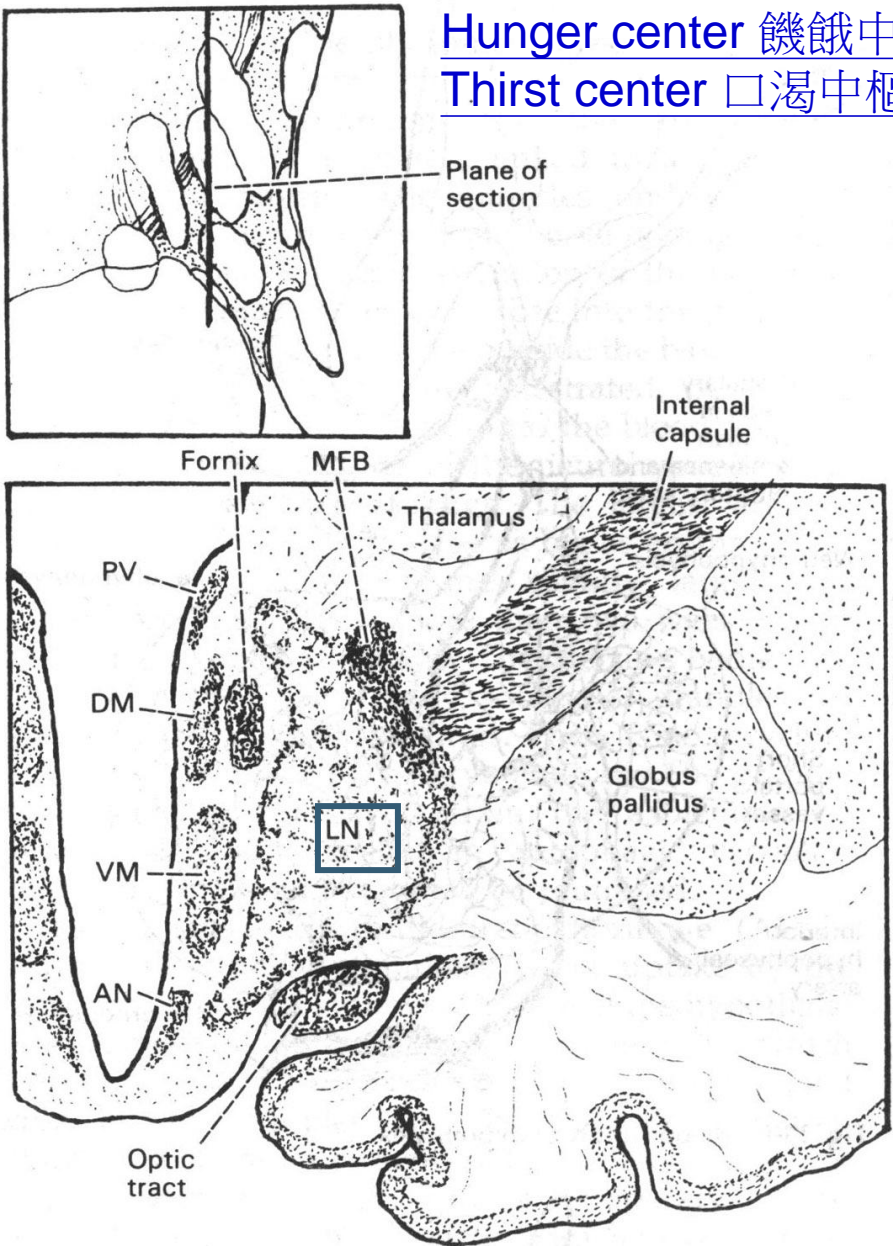 Hunger center 饑餓中
Thirst center 口渴中樞
Plane of
section
Internal
capsule
Fornix MFB
Thalamus
PV
DM
Globus
pallidus
LN
VM
AN
Optic
tract